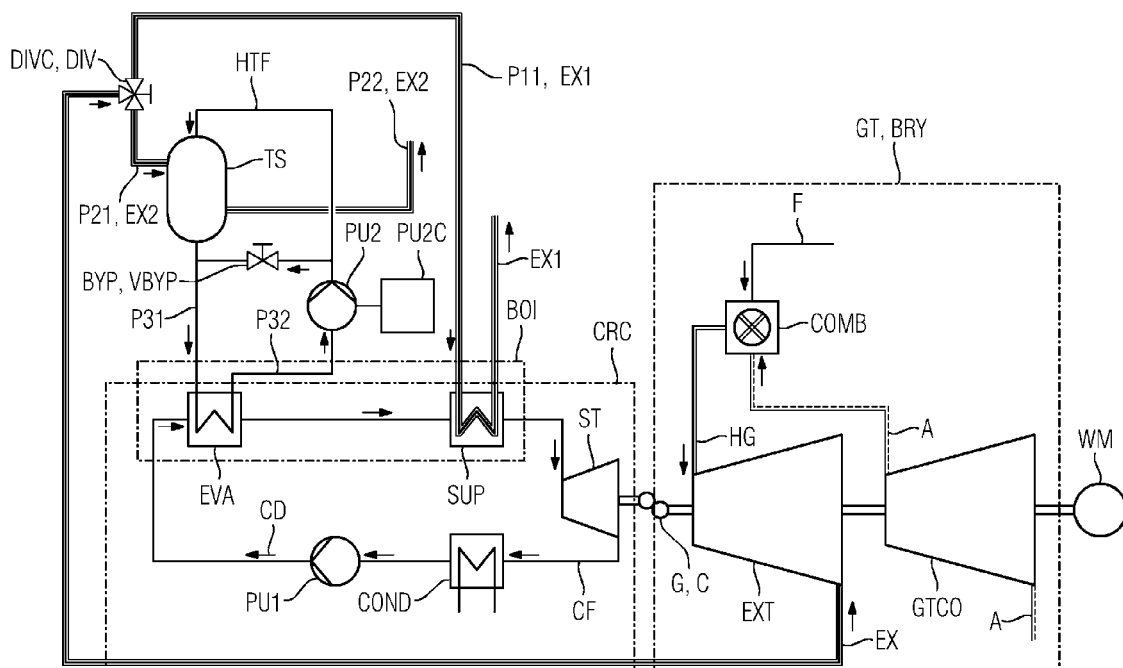 DIVC, DIV
HTF
P22, EX2
P11, EX1
GT, BRY
TS
P21, EX2
F
PU2
PU2C
EX1
BYP, VBYP
BOI
COMB
P31
P32
CRC
HG
A
ST
WM
EVA
SUP
CD
PU1
COND
CF
G, C
EXT
GTCO
EX
A